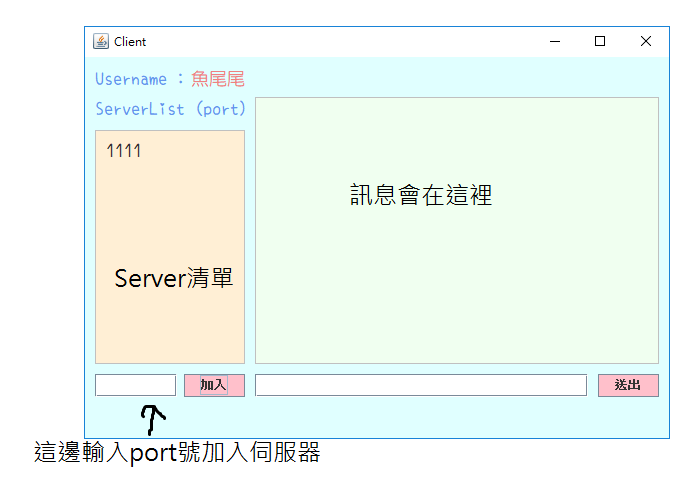 Client
Username : 魚尾尾
ServerList (port)
1111
訊息會在這裡
Server清單
加入
送出
這邊輸入port號加入伺服器